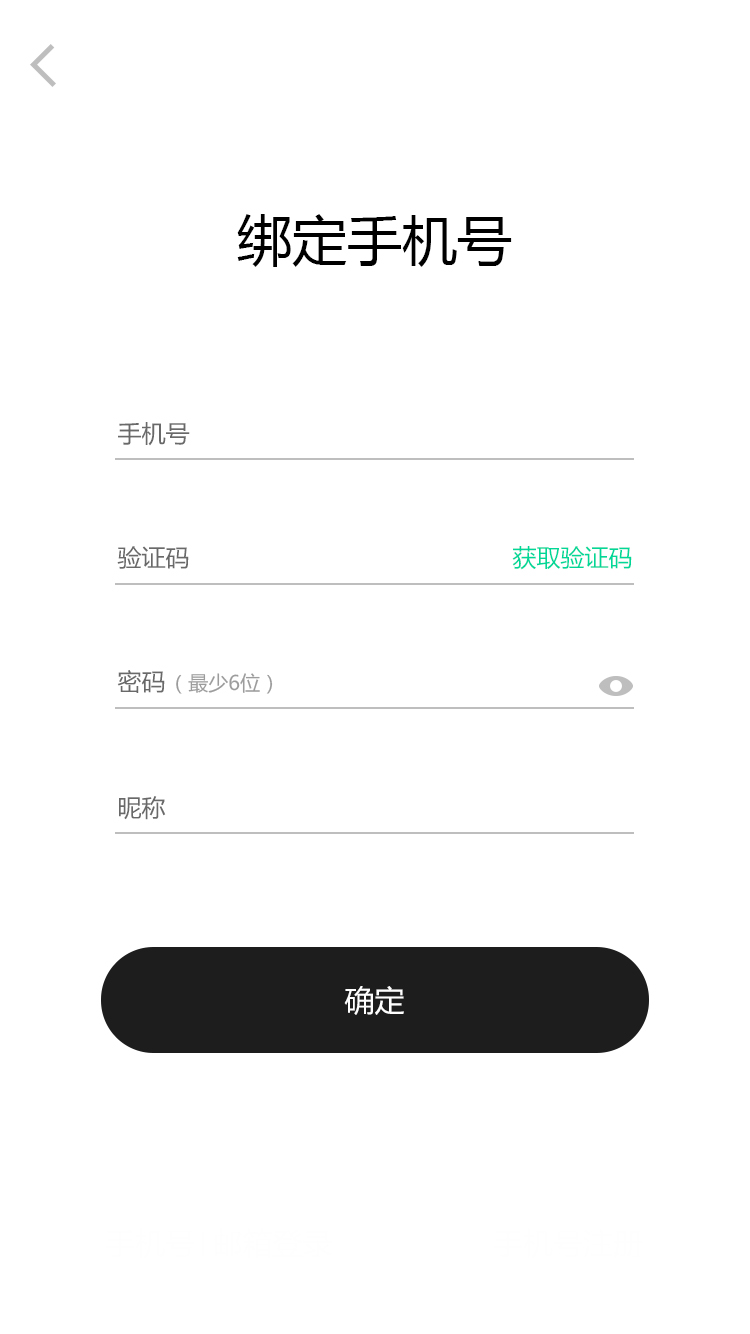 绑定手机号
手机号
验证码 获取验证码
密码（最少6位）
昵称
确定